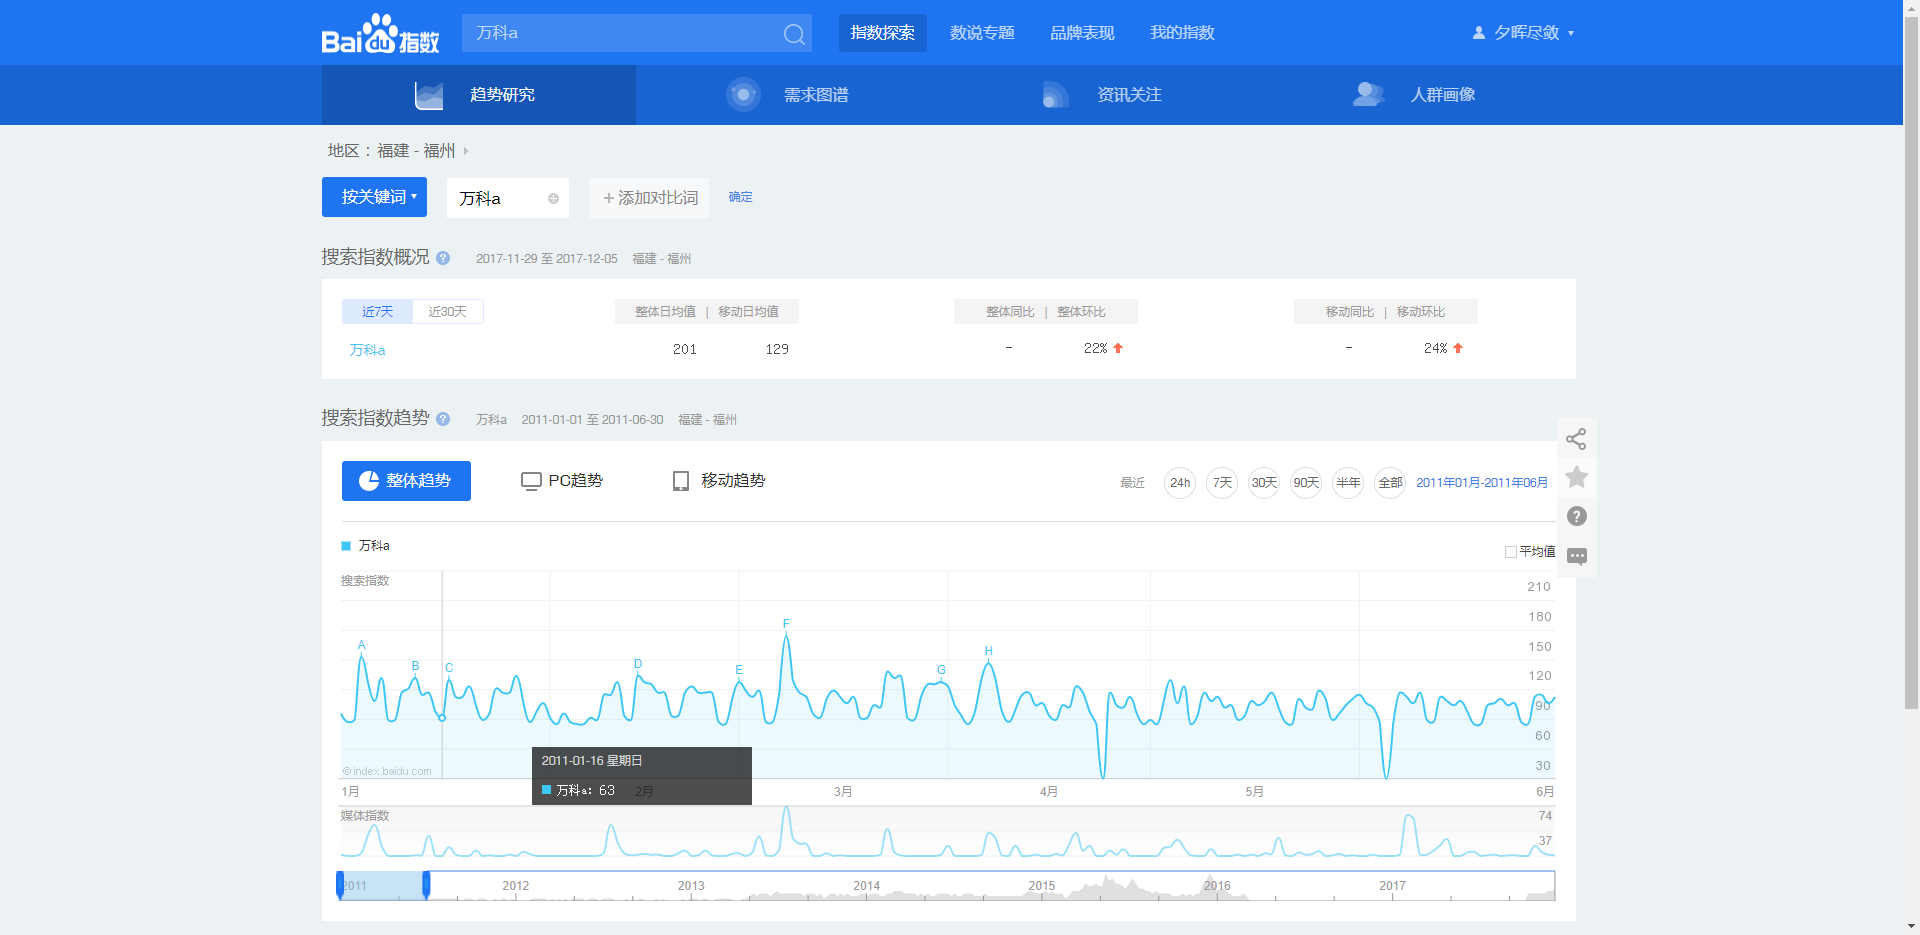 Bai du 指数 万科a 指数探索 数说专题 品牌表现 我的指数 夕晖尽敛
趋势研究 需求图谱 资讯关注 人群画像
地区： 福建 - 福州
按关键词 万科a + 添加对比词 确定
搜索指数概况 ? 2017-11-29 至 2017-12-05 福建 - 福州
近7天 近30天 整体日均值 | 移动日均值 整体同比 | 整体环比 移动同比 | 移动环比
万科a 201 129 - 22% - 24%
搜索指数趋势 ? 万科a 2011-01-01 至 2011-06-30 福建 - 福州
整体趋势 PC趋势 移动趋势 最近 24h 7天 30天 90天 半年 全部 2011年01月-2011年06月
?
万科a
平均值
搜索指数 210
180
F
A 150
H
B C D E G 120
90
60
2011-01-16 星期日
© index.baidu.com 30
万科a: 63
1月 2月 3月 4月 5月 6月
媒体指数 74
37
2011 2012 2013 2014 2015 2016 2017